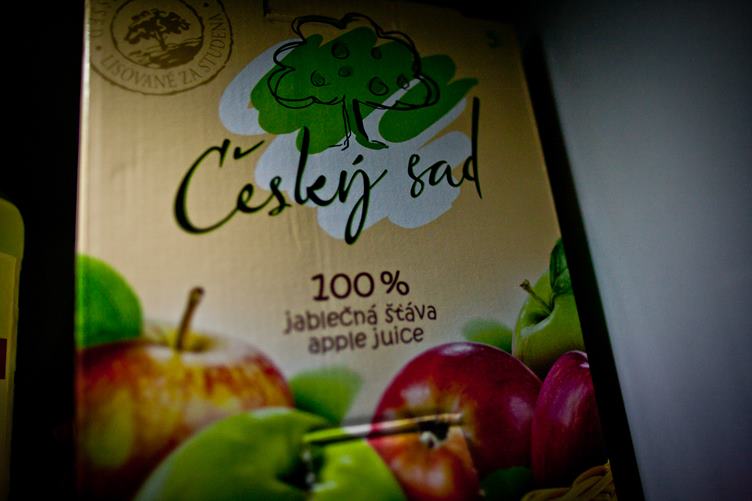 LISOVANÉ ZA STUDENA
Český sad
100%
jablečná šťáva
apple juice